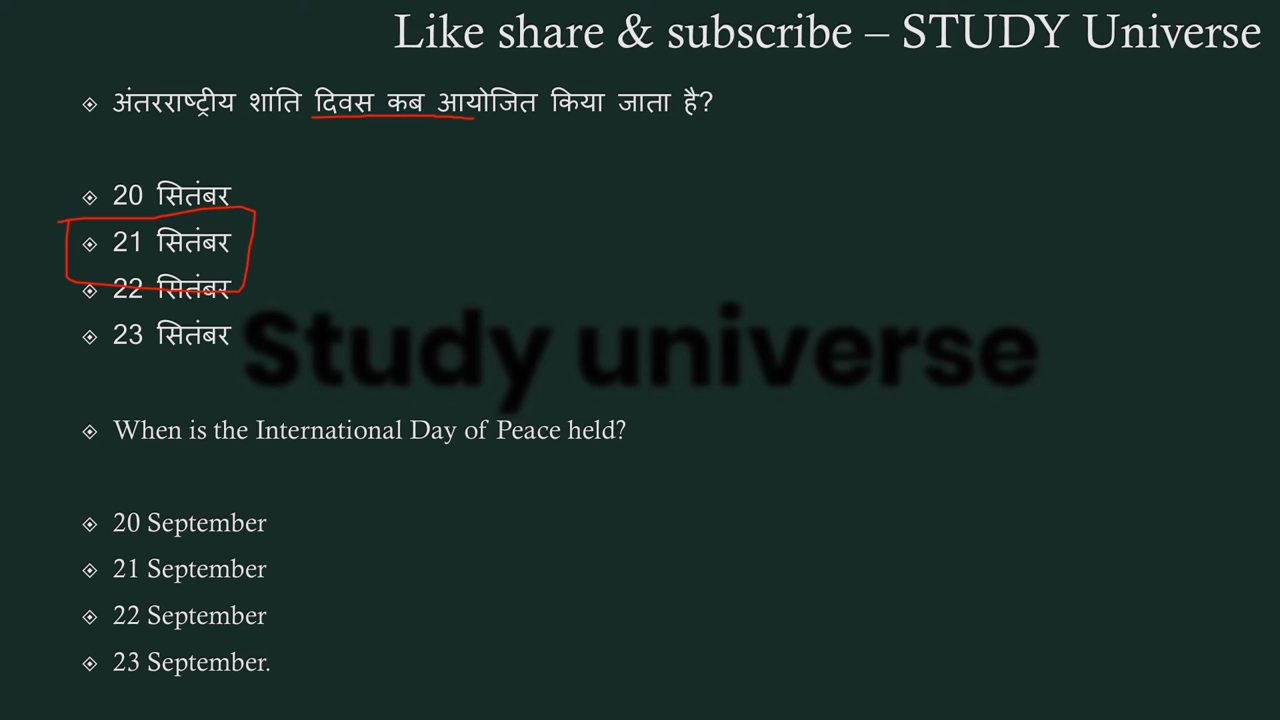 Like share & subscribe – STUDY Universe
अंतरराष्ट्रीय शांति दिवस कब आयोजित किया जाता है?
20 सितंबर
21 सितंबर
22 सितंबर
23 सितंबर
Study universe
When is the International Day of Peace held?
20 September
21 September
22 September
23 September.